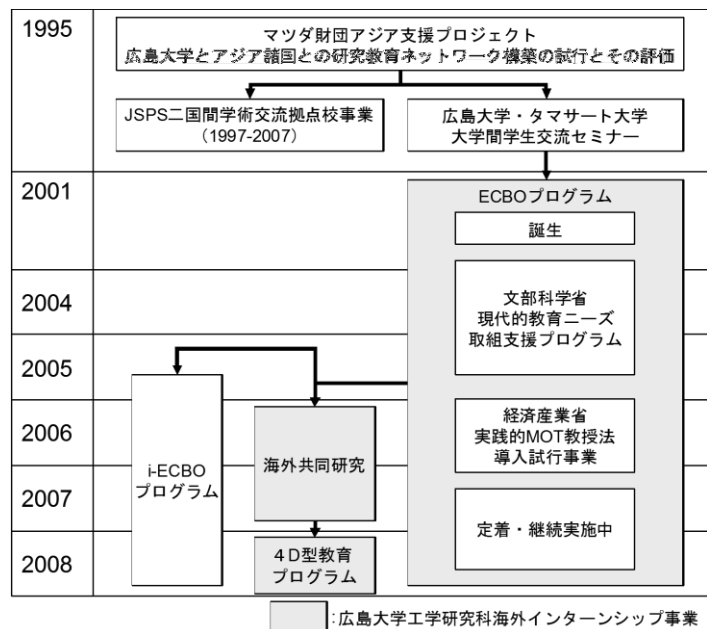 1995
マツダ財団アジア支援プロジェクト
広島大学とアジア諸国との研究教育ネットワーク構築の試行とその評価
JSPS二国間学術交流拠点校事業
（1997-2007）
広島大学・タマサート大学
大学間学生交流セミナー
2001
ECBOプログラム
誕生
2004
文部科学省
現代的教育ニーズ
取組支援プログラム
2005
2006
経済産業省
実践的MOT教授法
導入試行事業
i-ECBO
プログラム
海外共同研究
2007
定着・継続実施中
2008
４Ｄ型教育
プログラム
:広島大学工学研究科海外インターンシップ事業